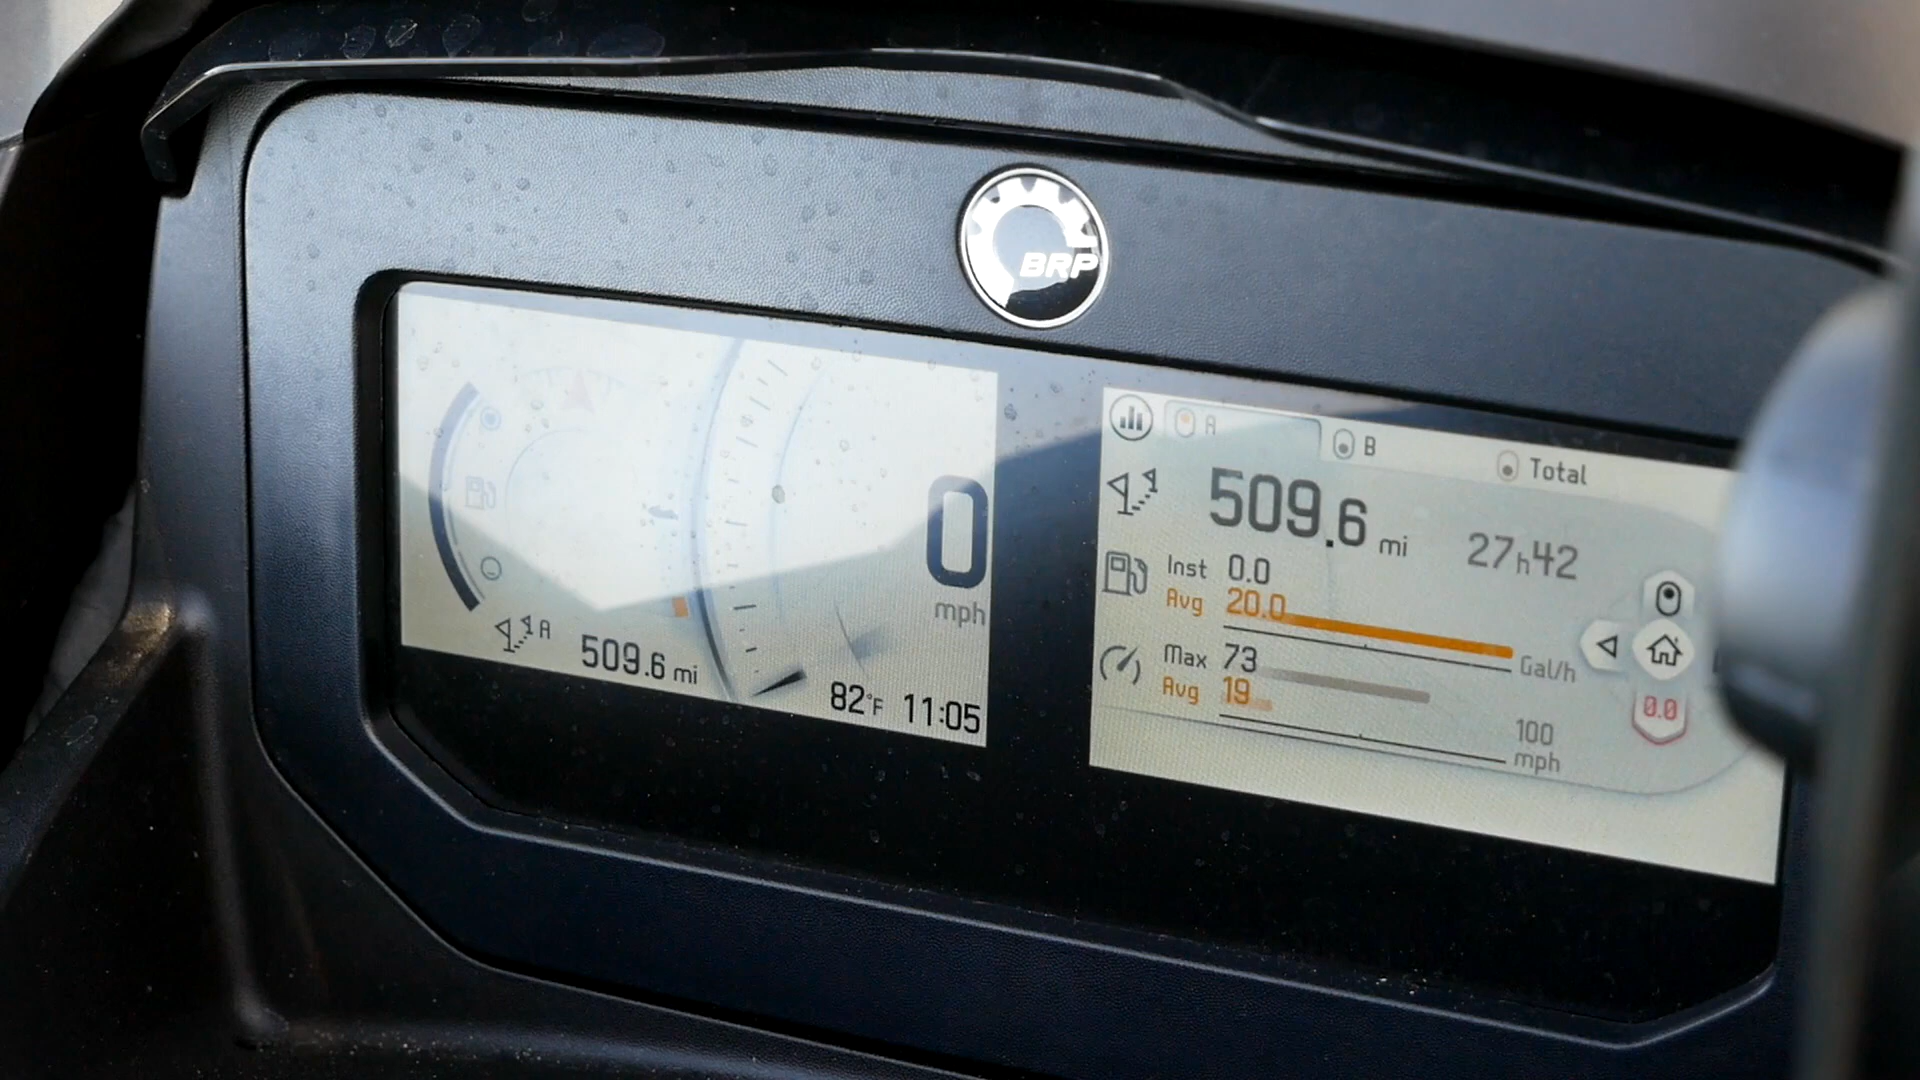 BRP
0
mph
A 509.6 mi
82°F 11:05
A B Total
509.6 mi 27h42
Inst 0.0
Avg 20.0
Gal/h
Max 73
Avg 19
100
mph
0.0